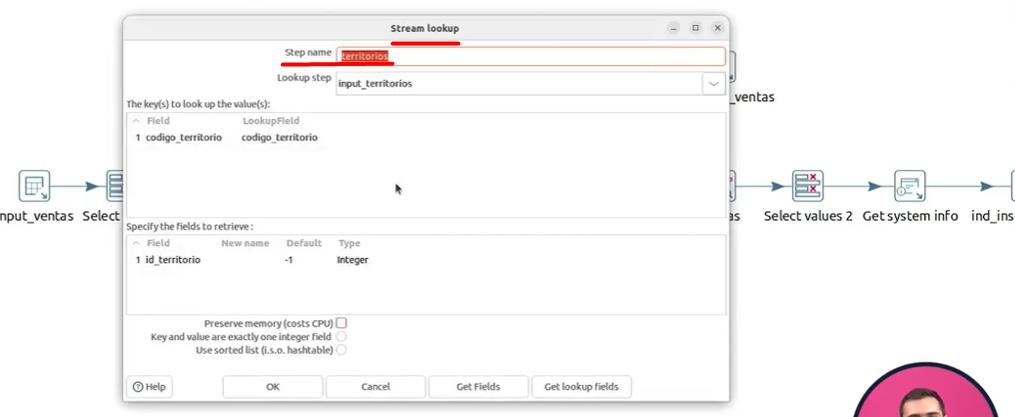 Stream lookup
Step name territorios
Lookup step input_territorios
_ventas
The key(s) to look up the value(s):
Field LookupField
1 codigo_territorio codigo_territorio
nput_ventas Select
as Select values 2 Get system info ind_ins
Specify the fields to retrieve :
Field New name Default Type
1 id_territorio -1 Integer
Preserve memory (costs CPU)
Key and value are exactly one integer field
Use sorted list (i.s.o. hashtable)
Help OK Cancel Get Fields Get lookup fields